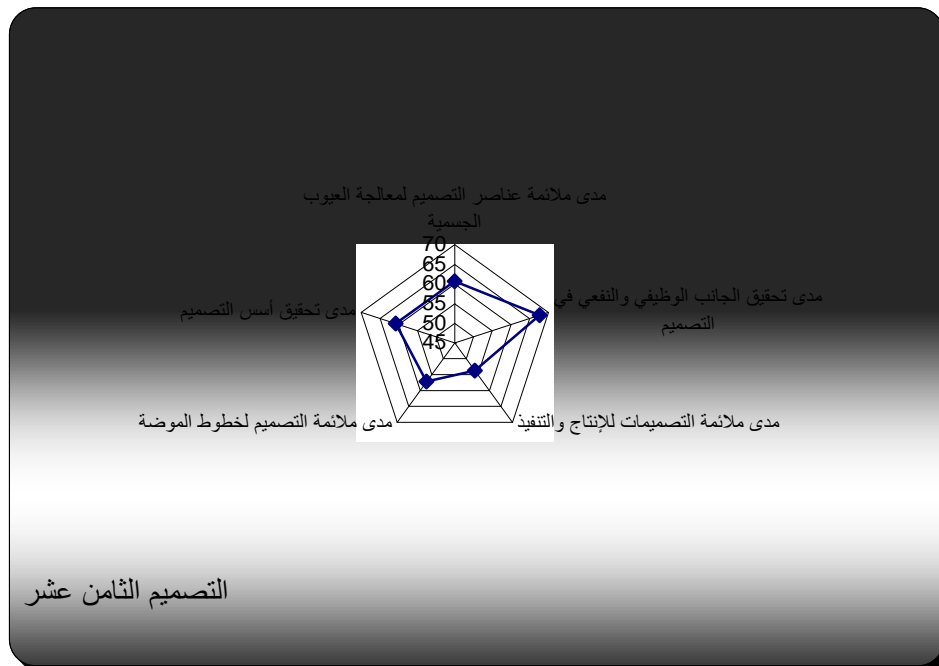 مدى ملائمة عناصر التصميم لمعالجة العيوب
الجسمية
70
65
60
55
50
45
مدى تحقيق الجانب الوظيفي والنفعي في
التصميم
مدى تحقيق أسس التصميم
مدى ملائمة التصميمات للإنتاج والتنفيذ
مدى ملائمة التصميم لخطوط الموضة
التصميم الثامن عشر